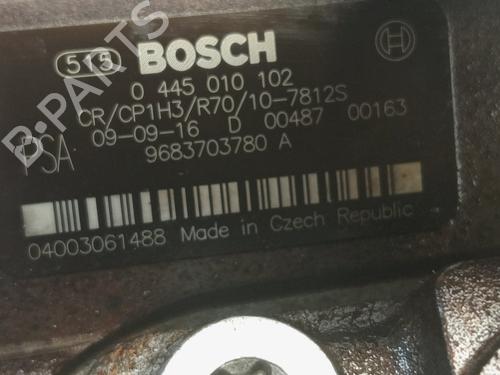 515 BOSCH
0 445 010 102
CR/CP1H3/R70/10-7812S
09-09-16 D 00487 00163
PSA 9683703780 A
04003061488 Made in Czech Republic
B-PARTS